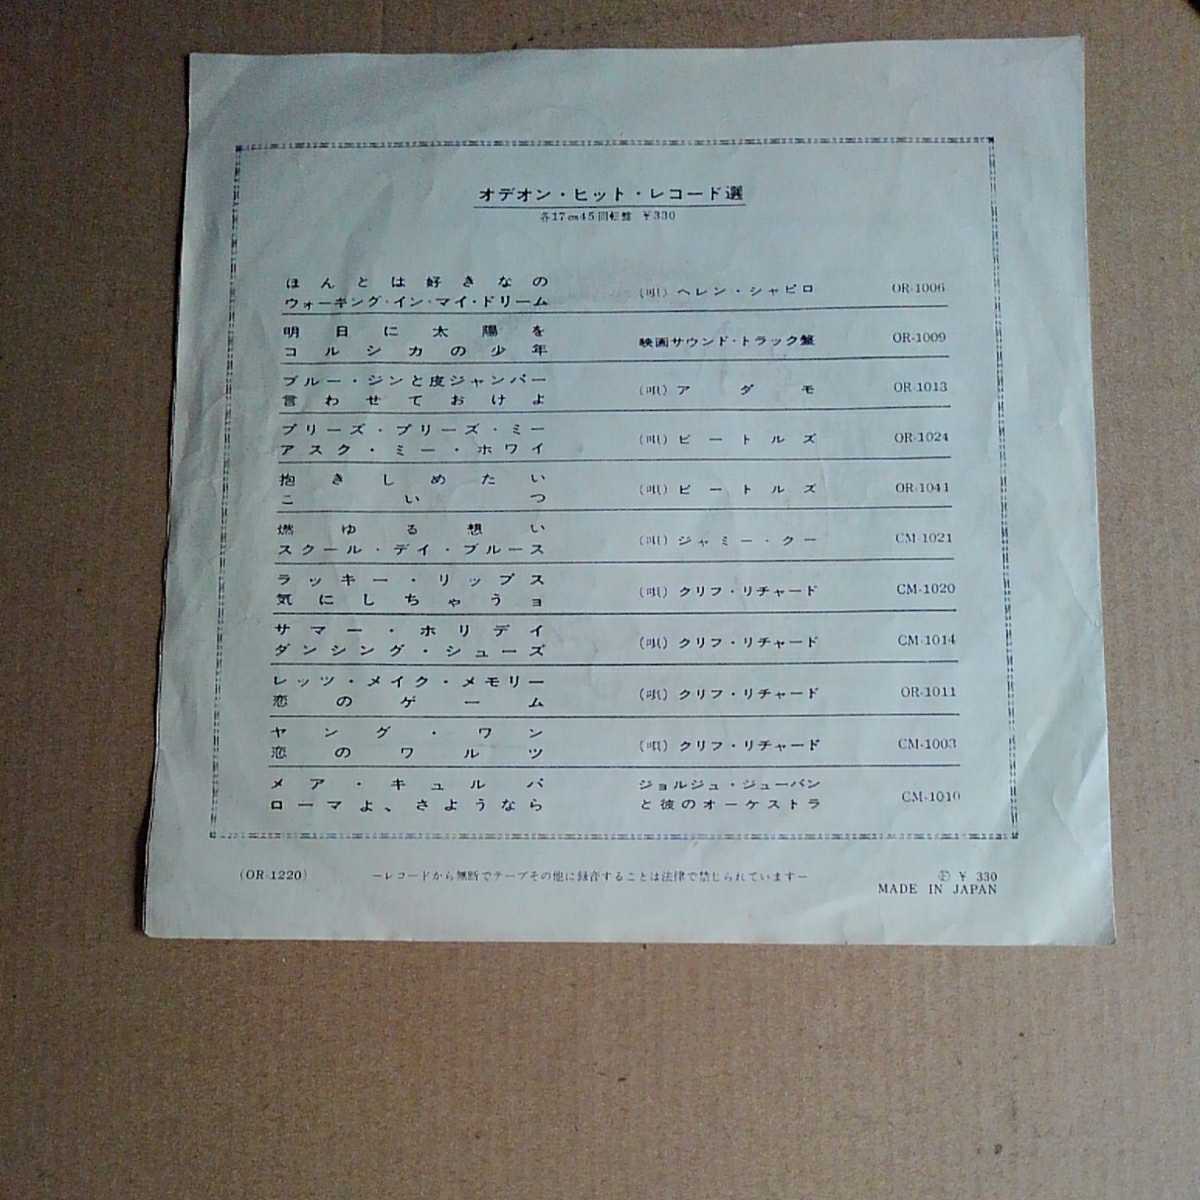 オデオン・ヒット・レコード選
各17cm45回転盤 ¥330
ほんとは好きなの
ウォーキング・イン・マイ・ドリーム
(唄) ヘレン・シャピロ OR-1006
明日に太陽を
コルシカの少年
映画サウンド・トラック盤 OR-1009
ブルー・ジンと皮ジャンパー
言わせておけよ
(唄) アダモ OR-1013
プリーズ・プリーズ・ミー
アスク・ミー・ホワイ
(唄) ビートルズ OR-1024
抱きしめたい
こいつ
(唄) ビートルズ OR-1041
燃ゆる想い
スクール・デイ・ブルース
(唄) ジャミー・クー CM-1021
ラッキー・リップス
気にしちゃうョ
(唄) クリフ・リチャード CM-1020
サマー・ホリデイ
ダンシング・シューズ
(唄) クリフ・リチャード CM-1014
レッツ・メイク・メモリー
恋のゲーム
(唄) クリフ・リチャード OR-1011
ヤング・ワン
恋のワルツ
(唄) クリフ・リチャード CM-1003
メア・キュルパ
ローマよ、さようなら
ジョルジュ・ジューバン
と彼のオーケストラ
CM-1010
(OR-1220)
−レコードから無断でテープその他に録音することは法律で禁じられています−
¥ 330
MADE IN JAPAN